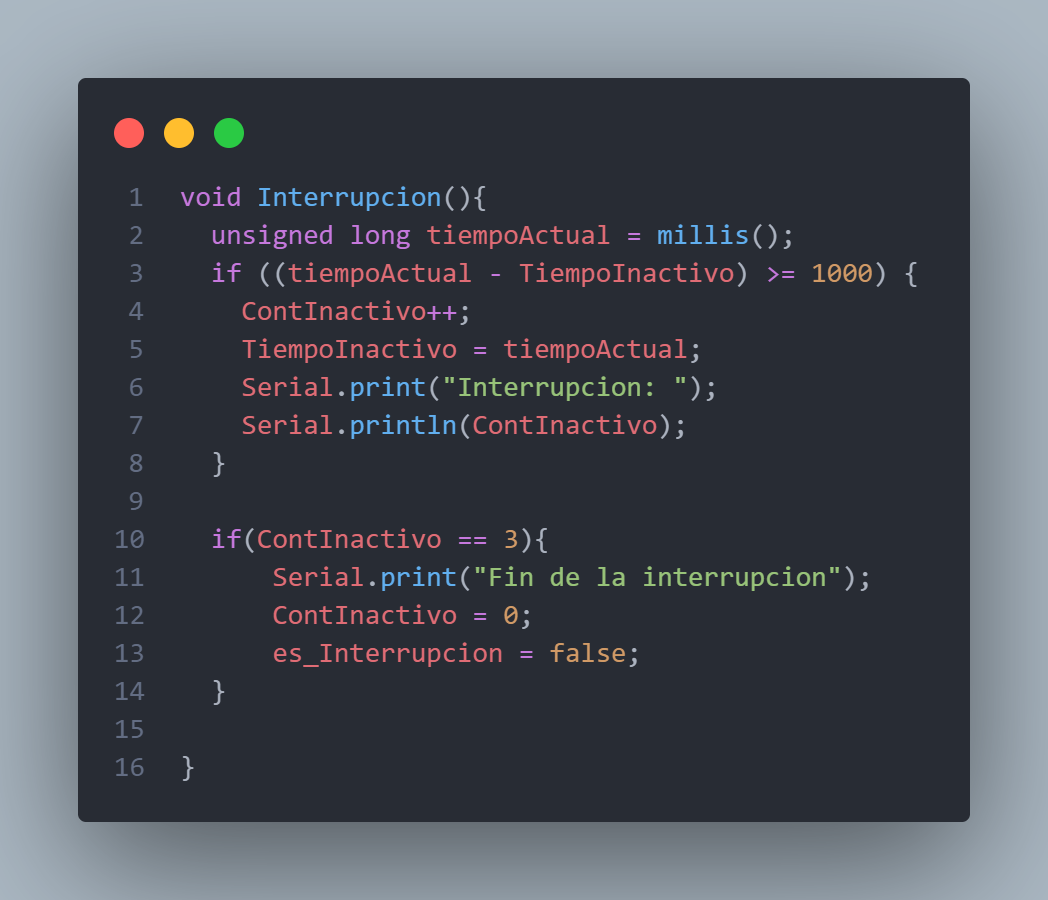 1 void Interrupcion(){
2   unsigned long tiempoActual = millis();
3   if ((tiempoActual - TiempoInactivo) >= 1000) {
4     ContInactivo++;
5     TiempoInactivo = tiempoActual;
6     Serial.print("Interrupcion: ");
7     Serial.println(ContInactivo);
8   }
9
10   if(ContInactivo == 3){
11       Serial.print("Fin de la interrupcion");
12       ContInactivo = 0;
13       es_Interrupcion = false;
14   }
15
16 }